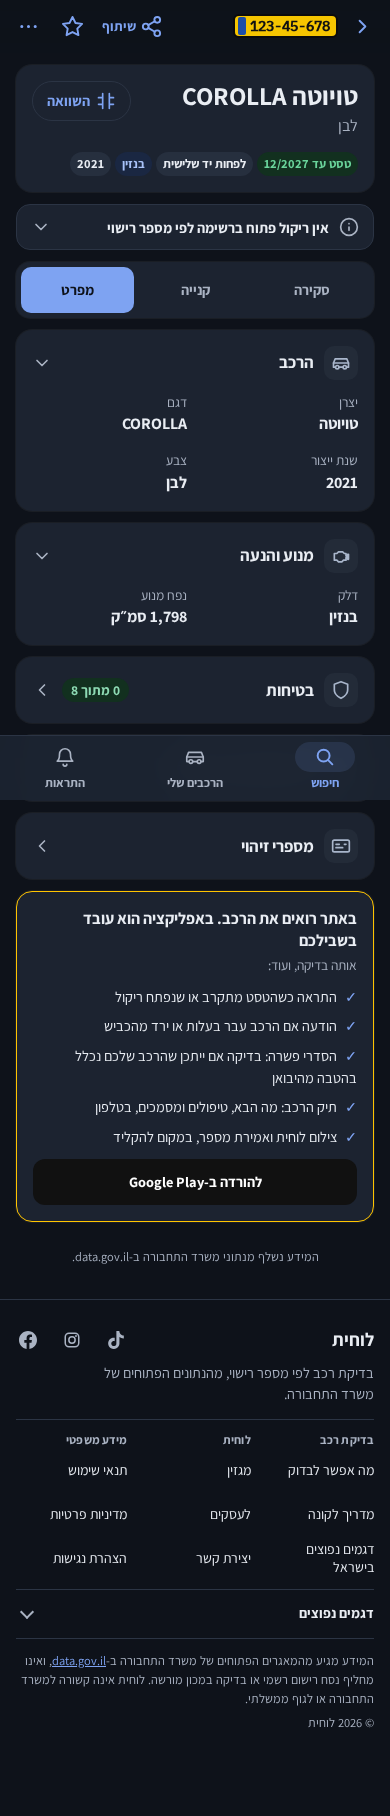 123-45-678
שיתוף
טויוטה COROLLA
השוואה
לבן
טסט עד 12/2027
לפחות יד שלישית
בנזין
2021
אין ריקול פתוח ברשימה לפי מספר רישוי
סקירה
קנייה
מפרט
הרכב
יצרן
דגם
טויוטה
COROLLA
שנת ייצור
צבע
2021
לבן
מנוע והנעה
דלק
נפח מנוע
בנזין
1,798 סמ״ק
בטיחות
0 מתוך 8
חיפוש
הרכבים שלי
התראות
מספרי זיהוי
באתר רואים את הרכב. באפליקציה הוא עובד
בשבילכם
אותה בדיקה, ועוד:
✓ התראה כשהטסט מתקרב או שנפתח ריקול
✓ הודעה אם הרכב עבר בעלות או ירד מהכביש
✓ הסדרי פשרה: בדיקה אם ייתכן שהרכב שלכם נכלל
בהטבה מהיבואן
✓ תיק הרכב: מה הבא, טיפולים ומסמכים, בטלפון
✓ צילום לוחית ואמירת מספר, במקום להקליד
להורדה ב-Google Play
המידע נשלף מנתוני משרד התחבורה ב-data.gov.il.
לוחית
בדיקת רכב לפי מספר רישוי, מהנתונים הפתוחים של
משרד התחבורה.
בדיקת רכב
לוחית
מידע משפטי
מה אפשר לבדוק
מגזין
תנאי שימוש
מדריך לקונה
לעסקים
מדיניות פרטיות
דגמים נפוצים
בישראל
יצירת קשר
הצהרת נגישות
דגמים נפוצים
המידע מגיע מהמאגרים הפתוחים של משרד התחבורה ב-data.gov.il, ואינו
מחליף נסח רישום רשמי או בדיקה במכון מורשה. לוחית אינה קשורה למשרד
התחבורה או לגוף ממשלתי.
© 2026 לוחית